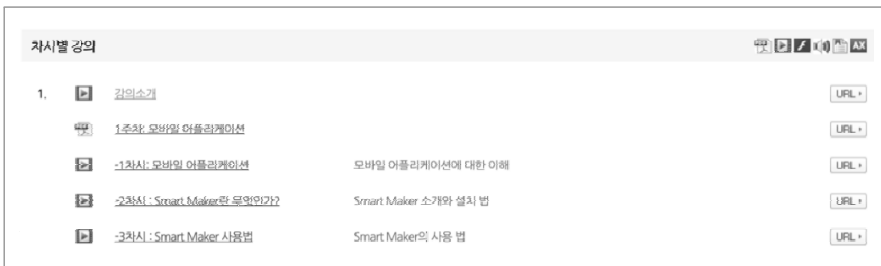 차시별 강의
AX
1. 강의소개 URL
1주차: 모바일 어플리케이션 URL
-1차시: 모바일 어플리케이션 모바일 어플리케이션에 대한 이해 URL
-2차시 : Smart Maker란 무엇인가? Smart Maker 소개와 설치 법 URL
-3차시 : Smart Maker 사용법 Smart Maker의 사용 법 URL